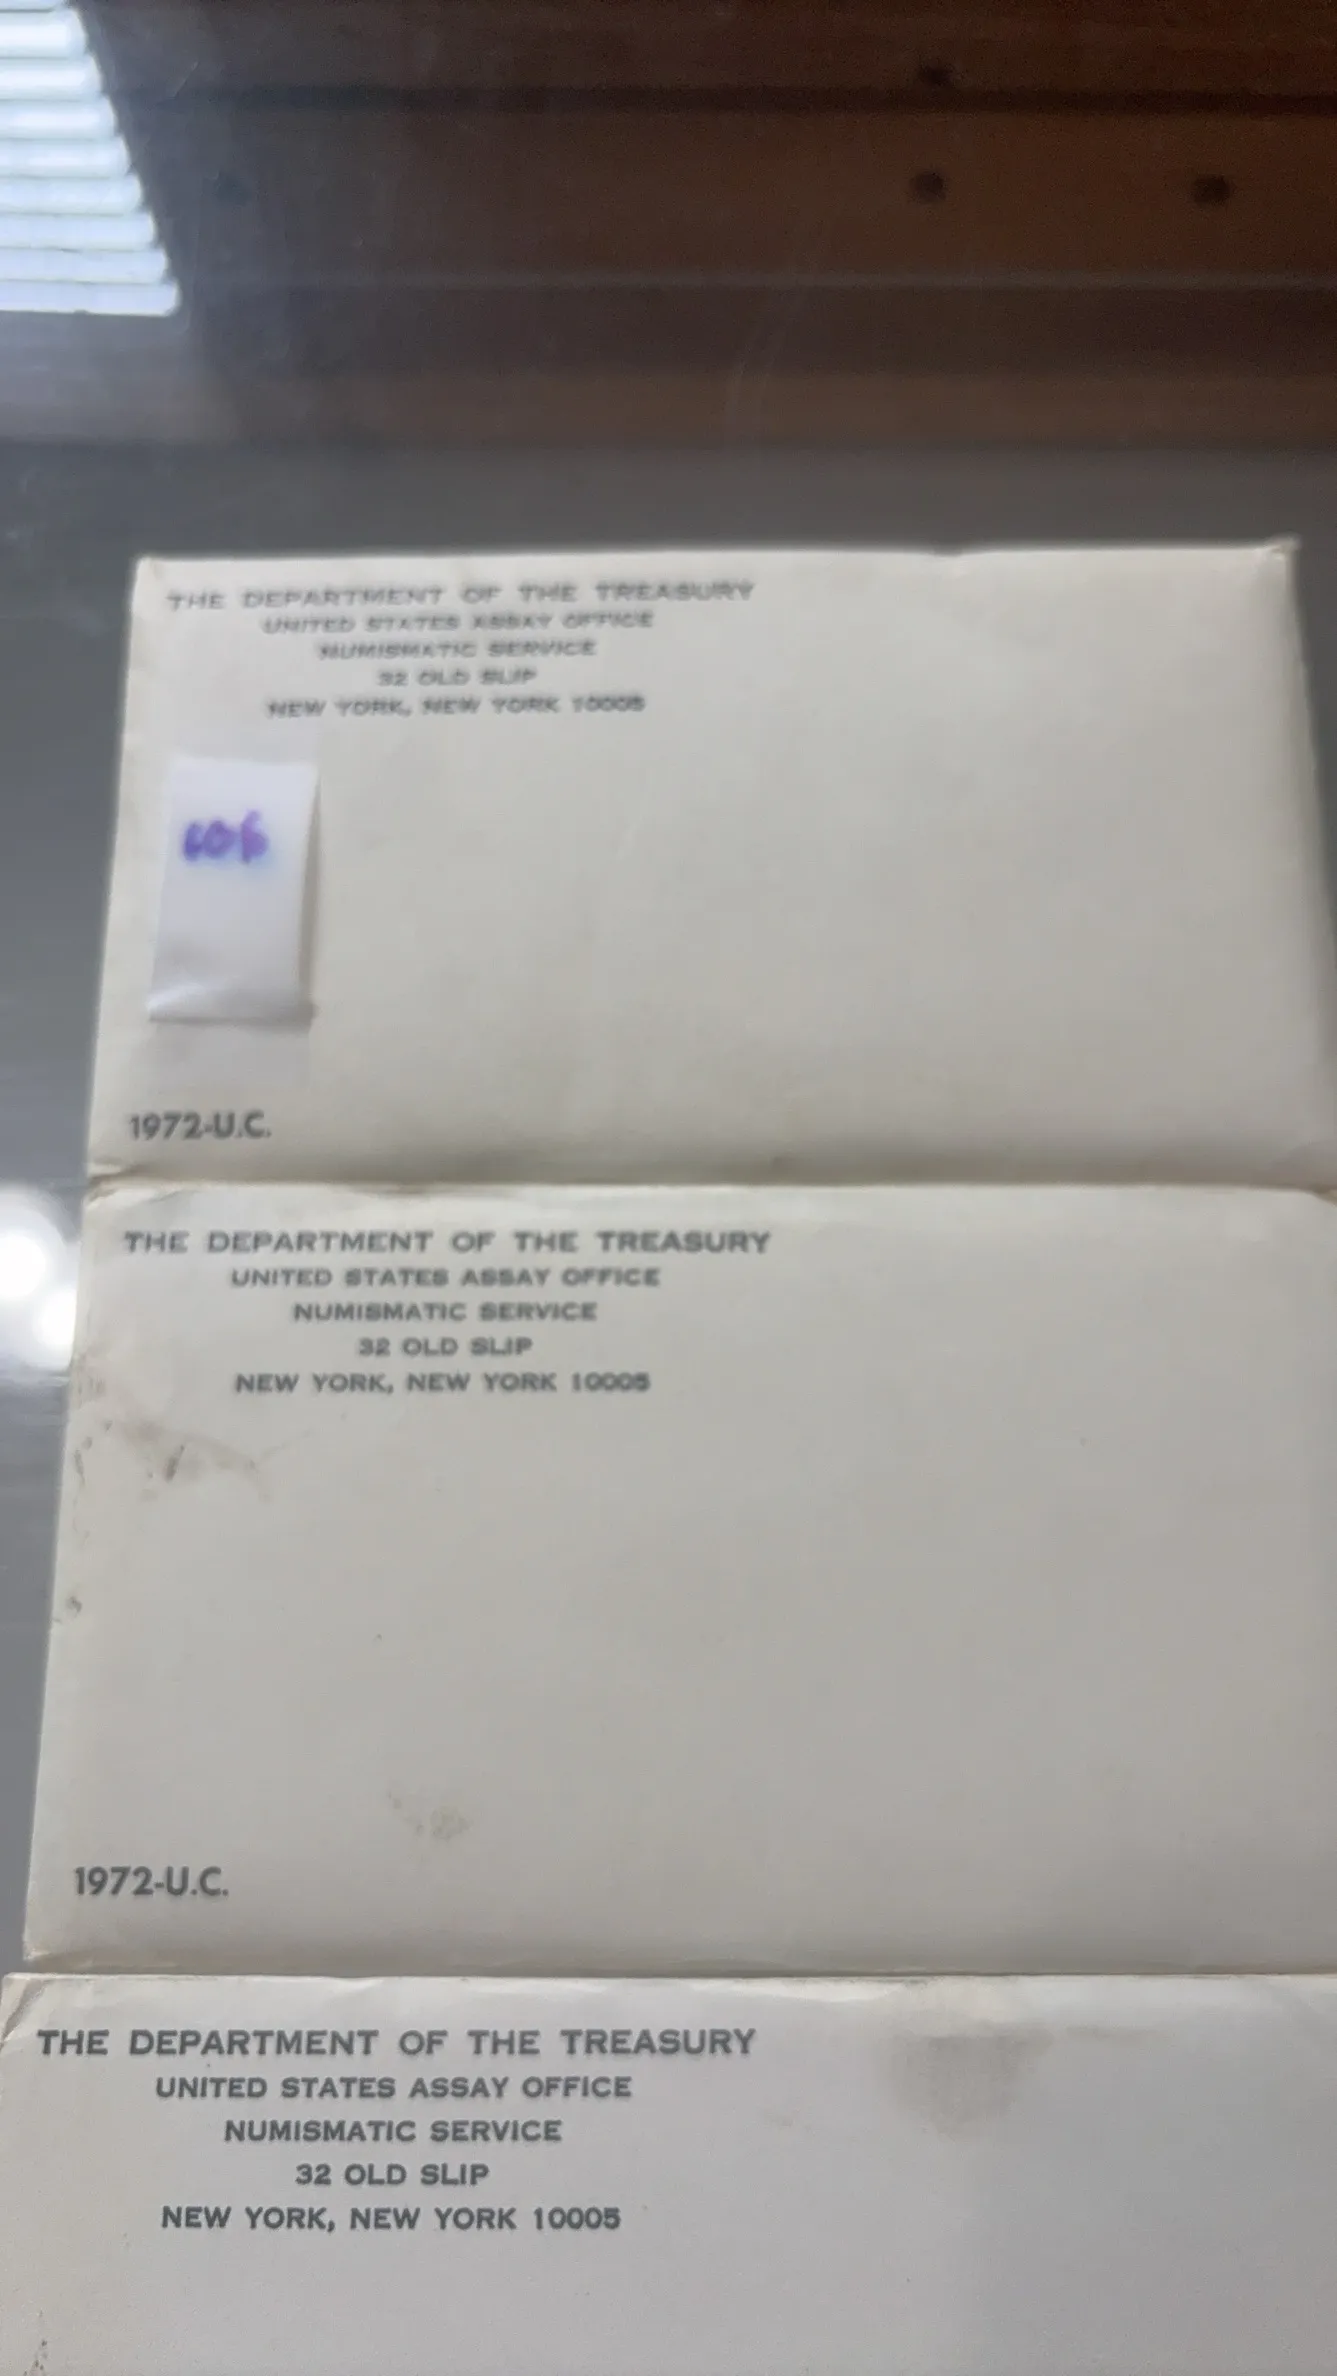 THE DEPARTMENT OF THE TREASURY
UNITED STATES ASSAY OFFICE
NUMISMATIC SERVICE
32 OLD SLIP
NEW YORK, NEW YORK 10005
1972-U.C.
THE DEPARTMENT OF THE TREASURY
UNITED STATES ASSAY OFFICE
NUMISMATIC SERVICE
32 OLD SLIP
NEW YORK, NEW YORK 10005
1972-U.C.
THE DEPARTMENT OF THE TREASURY
UNITED STATES ASSAY OFFICE
NUMISMATIC SERVICE
32 OLD SLIP
NEW YORK, NEW YORK 10005